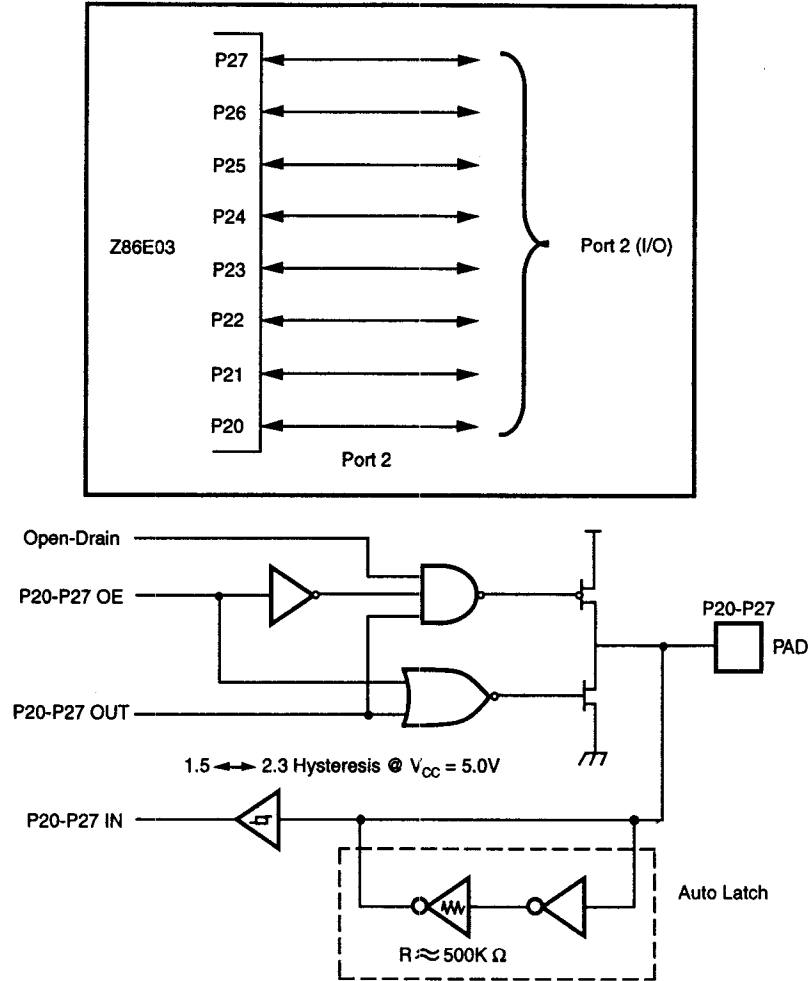 P27
P26
P25
P24
Z86E03
Port 2 (I/O)
P23
P22
P21
P20
Port 2
Open-Drain
P20-P27 OE
P20-P27
PAD
P20-P27 OUT
1.5 ◄─► 2.3 Hysteresis @ VCC = 5.0V
P20-P27 IN
Auto Latch
R ≈ 500K Ω